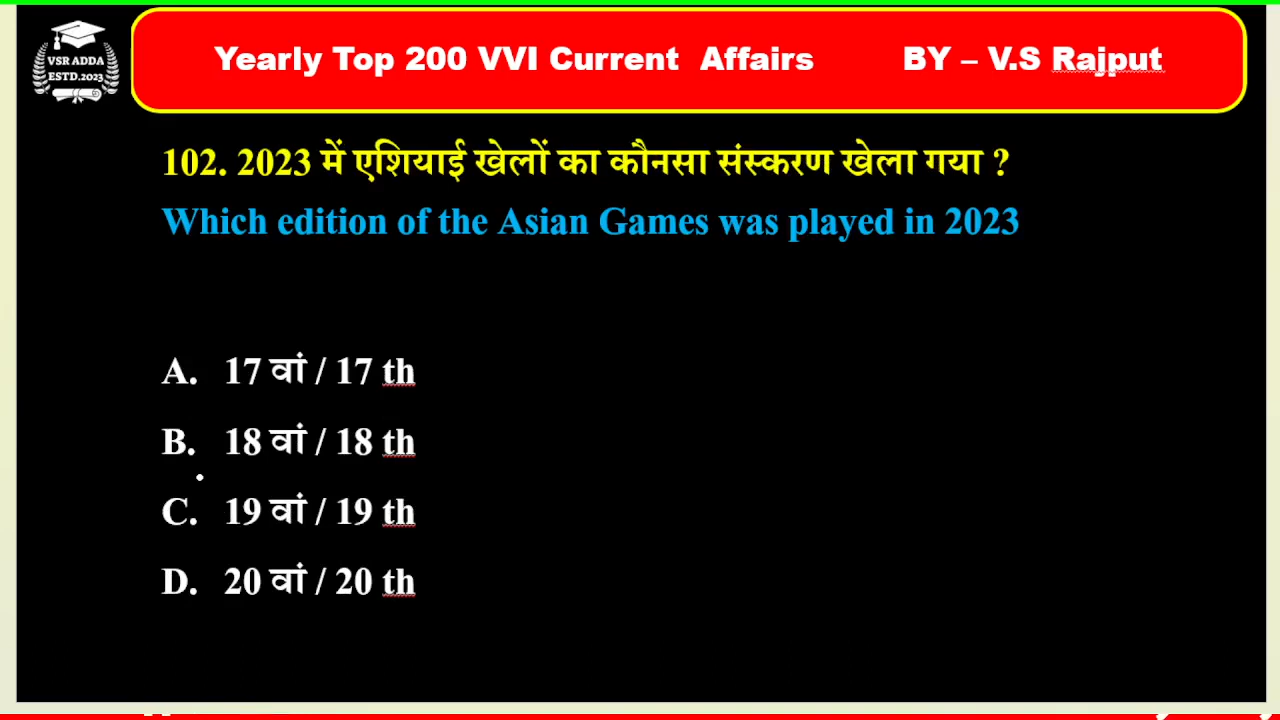 VSR ADDA
ESTD.2023
Yearly Top 200 VVI Current Affairs BY – V.S Rajput
102. 2023 में एशियाई खेलों का कौनसा संस्करण खेला गया ?
Which edition of the Asian Games was played in 2023
A. 17 वां / 17 th
B. 18 वां / 18 th
C. 19 वां / 19 th
D. 20 वां / 20 th